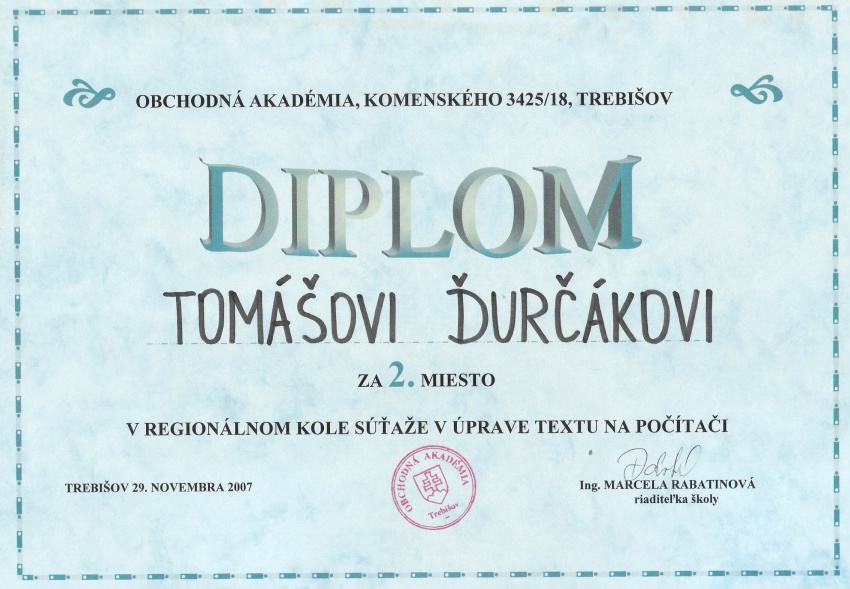 OBCHODNÁ AKADÉMIA, KOMENSKÉHO 3425/18, TREBIŠOV
DIPLOM
TOMÁŠOVI ĎURČÁKOVI
ZA 2. MIESTO
V REGIONÁLNOM KOLE SÚŤAŽE V ÚPRAVE TEXTU NA POČÍTAČI
OBCHODNÁ AKADÉMIA
Trebišov
TREBIŠOV 29. NOVEMBRA 2007
Ing. MARCELA RABATINOVÁ
riaditeľka školy